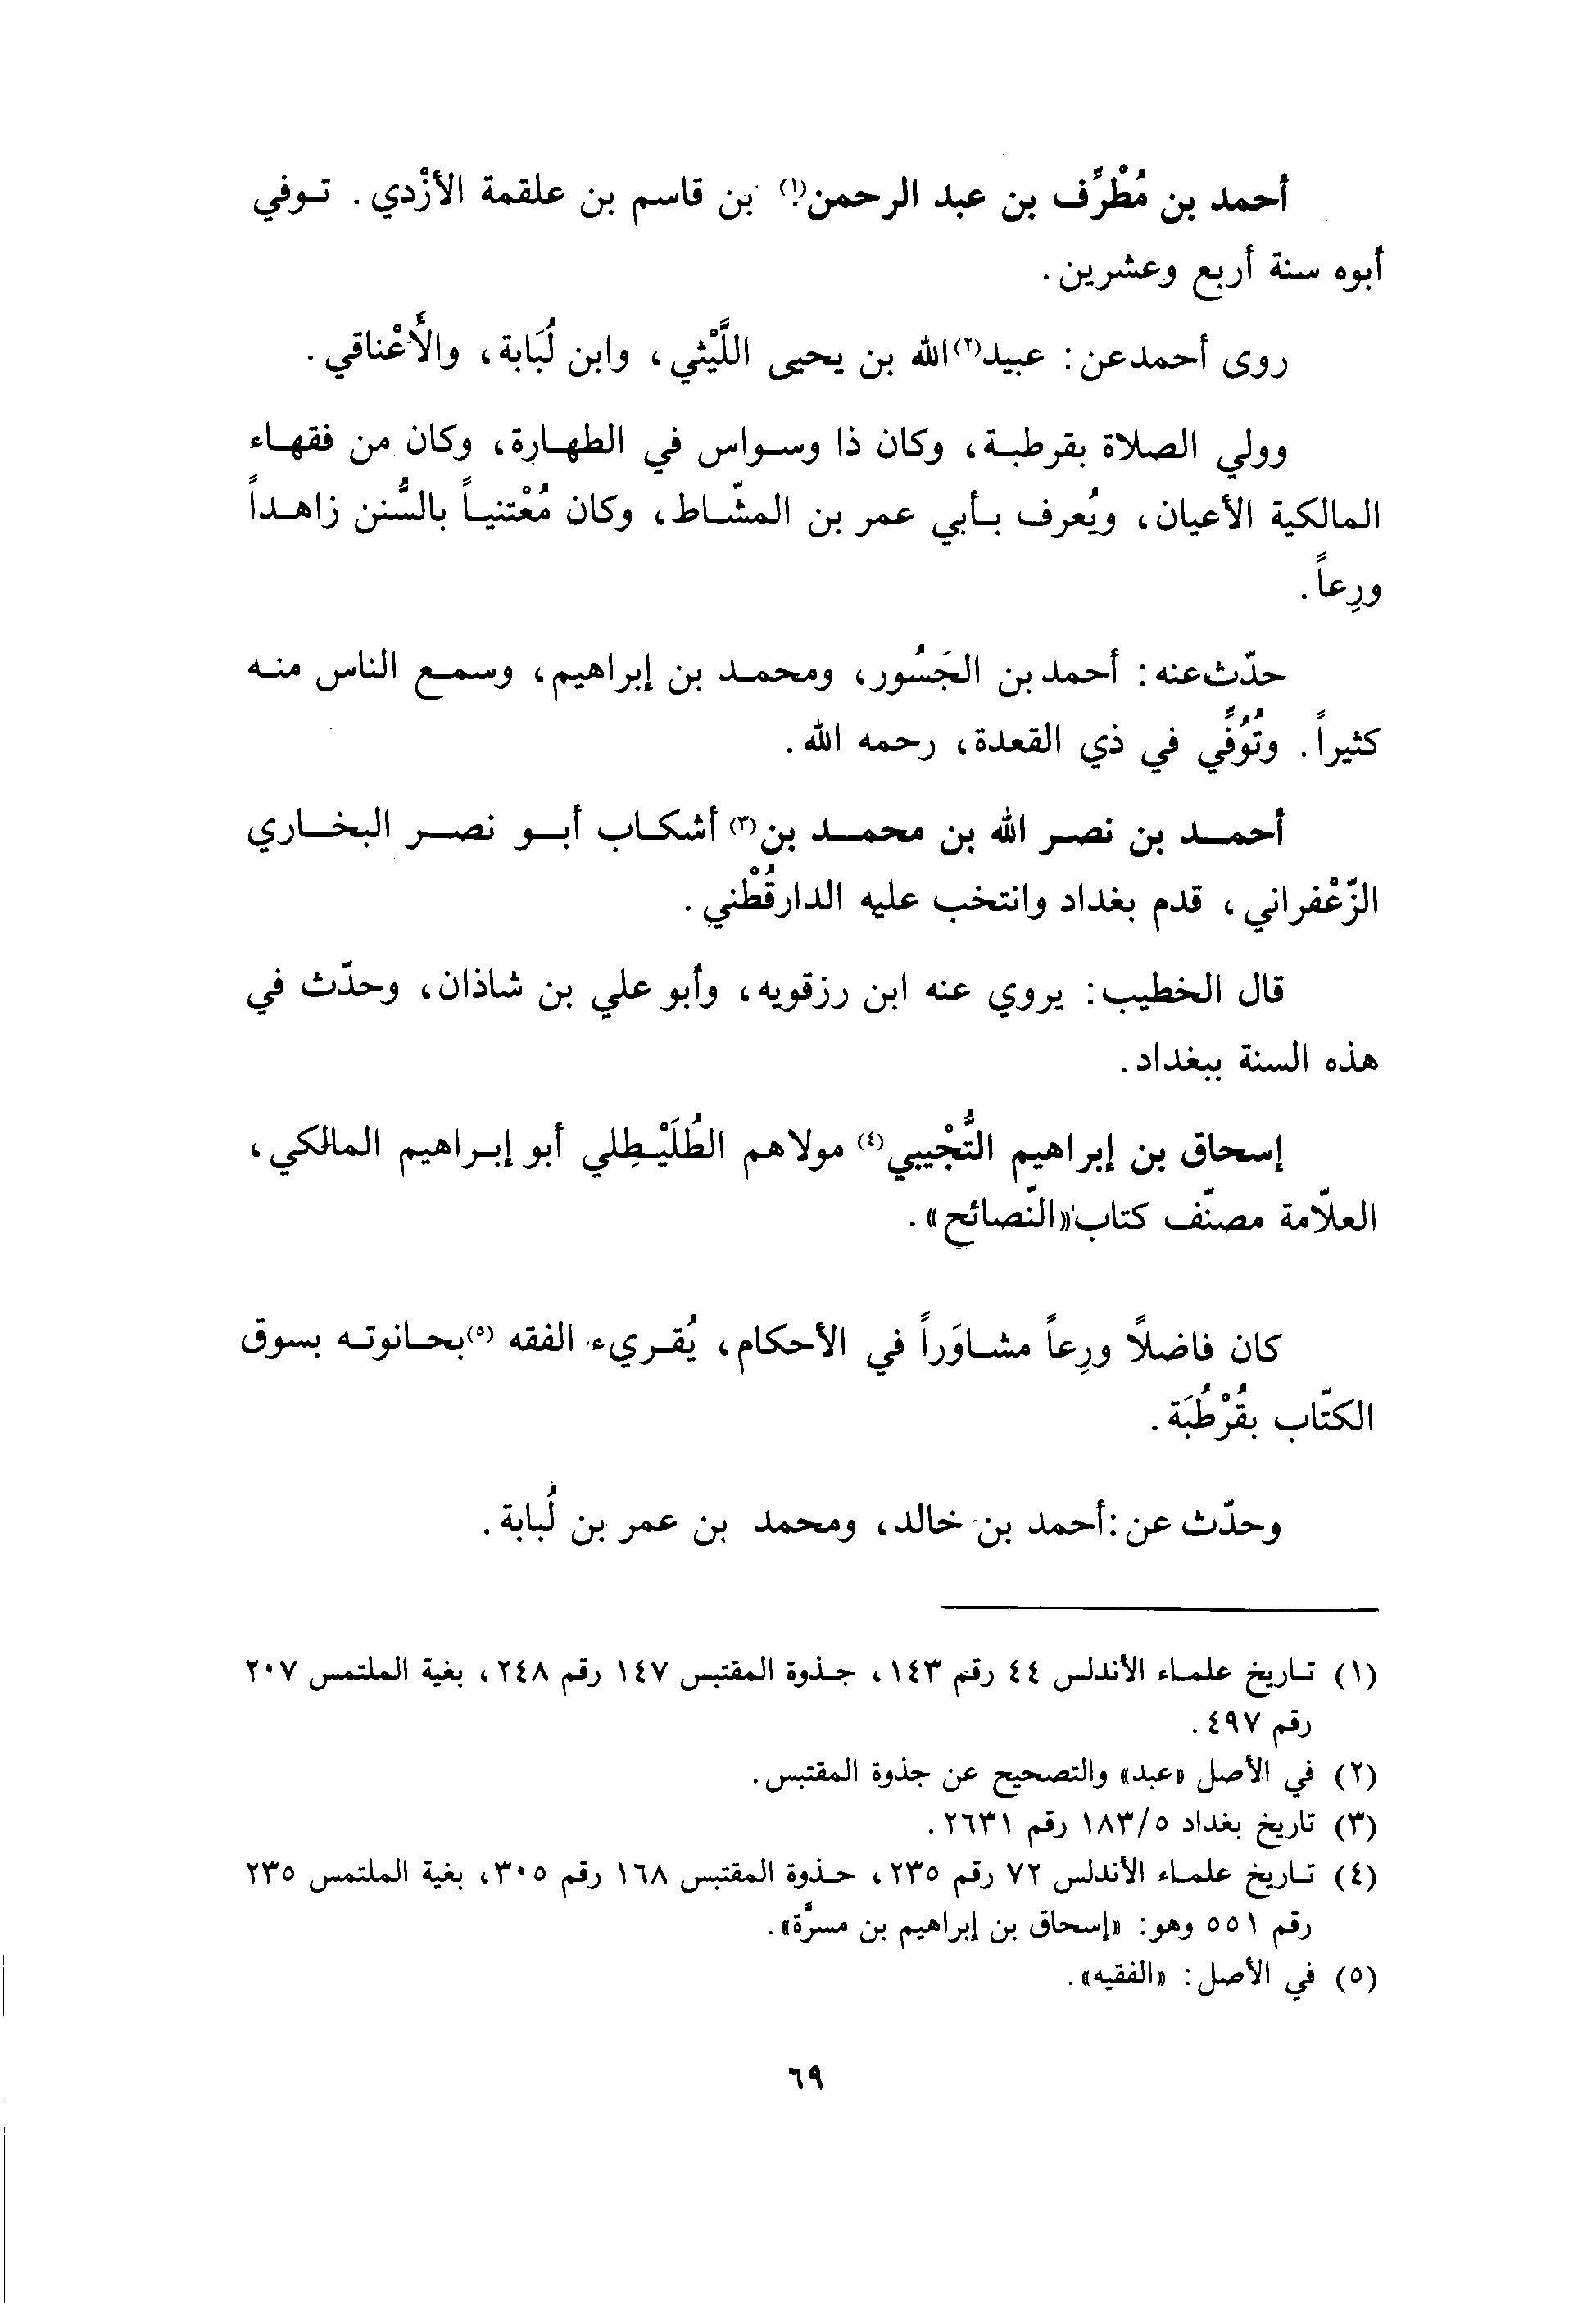 أحمد بن مُطْرِّف بن عبد الرحمن(١) بن قاسم بن علقمة الأزْدي. توفي
أبوه سنة أربع وعشرين.
روى أحمد عن: عبيد(٢) الله بن يحيى اللَّيْثي، وابن لُبَابة، والأَعْناقي.
وولي الصلاة بقرطبة، وكان ذا وسواس في الطهارة، وكان من فقهاء
المالكية الأعيان، ويُعرف بأبي عمر بن المشّاط، وكان مُعْتنياً بالسُّنن زاهداً
ورِعاً.
حدّث عنه: أحمد بن الجَسُور، ومحمد بن إبراهيم، وسمع الناس منه
كثيراً. وتُوُفِّي في ذي القعدة، رحمه الله.
أحمد بن نصر الله بن محمد بن(٣) أشكاب أبو نصر البخاري
الزّعْفراني، قدم بغداد وانتخب عليه الدارقُطْني.
قال الخطيب: يروي عنه ابن رزقويه، وأبو علي بن شاذان، وحدّث في
هذه السنة ببغداد.
إسحاق بن إبراهيم التُّجْيبي(٤) مولاهم الطُلَيْطِلي أبو إبراهيم المالكي،
العلاّمة مصنّف كتاب «النّصائح».
كان فاضلاً ورِعاً مشاوَراً في الأحكام، يُقريء الفقه(٥) بحانوته بسوق
الكتّاب بقُرْطُبَة.
وحدّث عن: أحمد بن خالد، ومحمد بن عمر بن لُبابة.
(١) تاريخ علماء الأندلس ٤٤ رقم ١٤٣، جذوة المقتبس ١٤٧ رقم ٢٤٨، بغية الملتمس ٢٠٧
رقم ٤٩٧.
(٢) في الأصل «عبد» والتصحيح عن جذوة المقتبس.
(٣) تاريخ بغداد ١٨٣/٥ رقم ٢٦٣١.
(٤) تاريخ علماء الأندلس ٧٢ رقم ٢٣٥، حذوة المقتبس ١٦٨ رقم ٣٠٥، بغية الملتمس ٢٣٥
رقم ٥٥١ وهو: «إسحاق بن إبراهيم بن مسرَّة».
(٥) في الأصل: «الفقيه».
٦٩